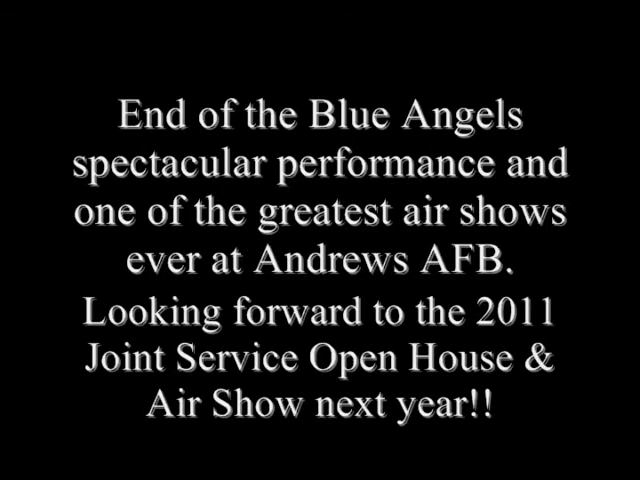 End of the Blue Angels
spectacular performance and
one of the greatest air shows
ever at Andrews AFB.
Looking forward to the 2011
Joint Service Open House &
Air Show next year!!